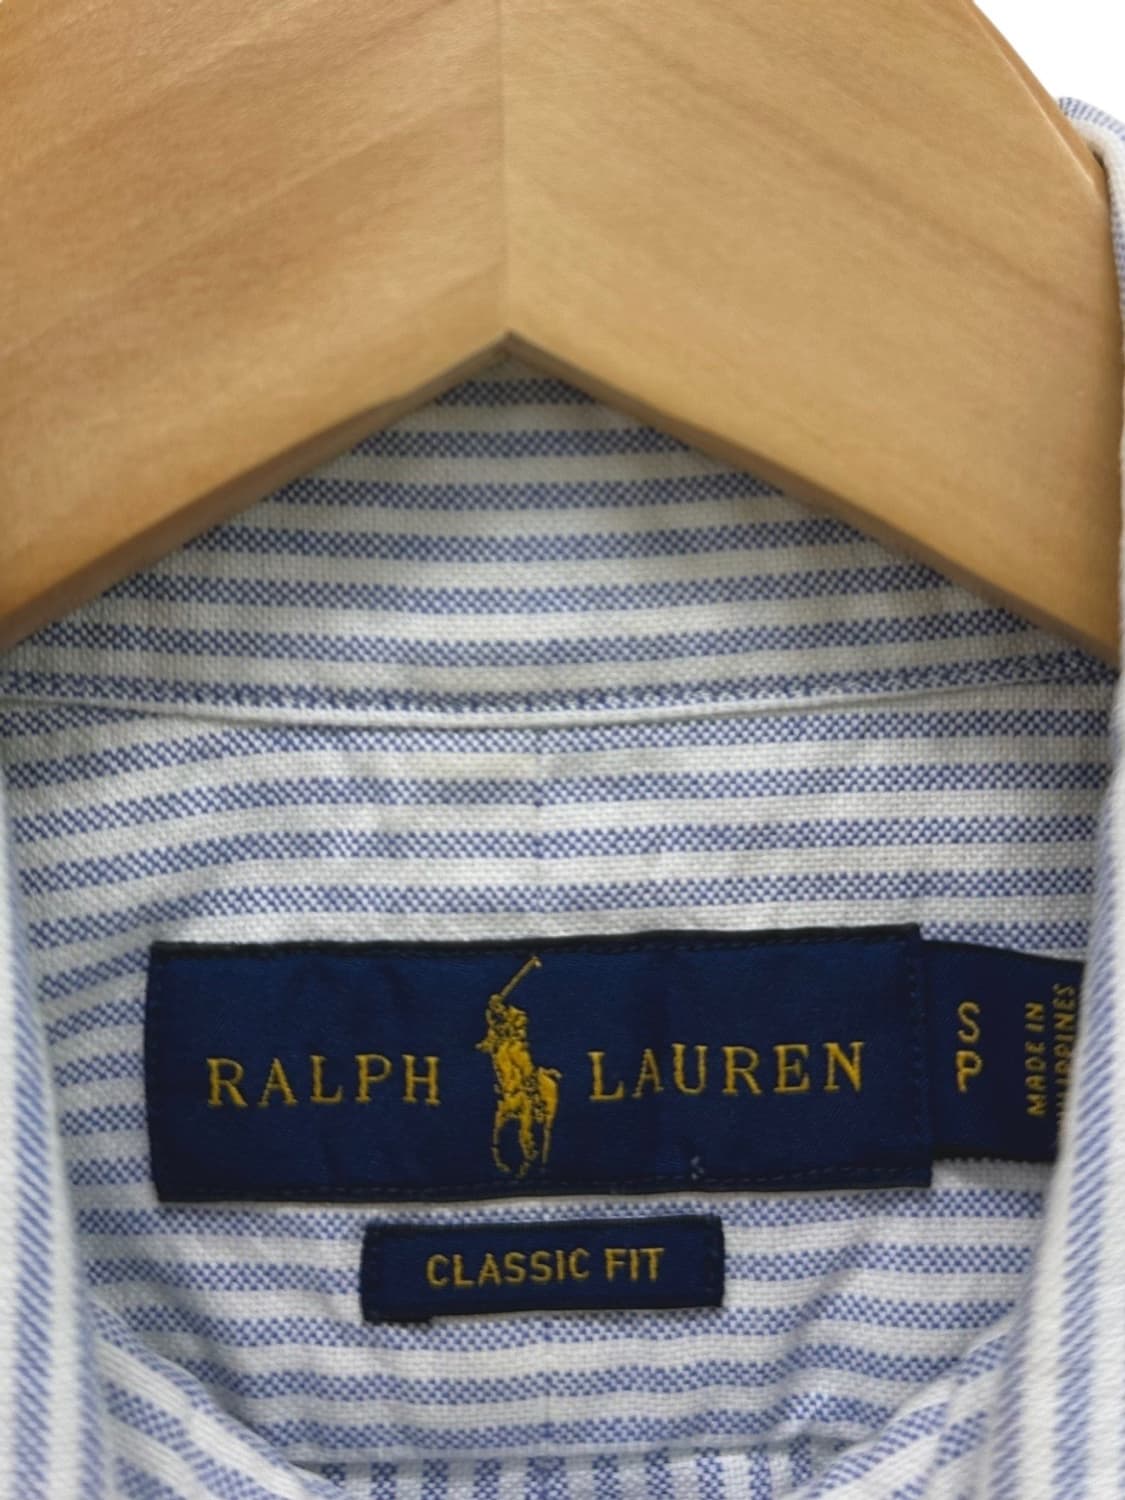 RALPH LAUREN
S
P
MADE IN
CLASSIC FIT